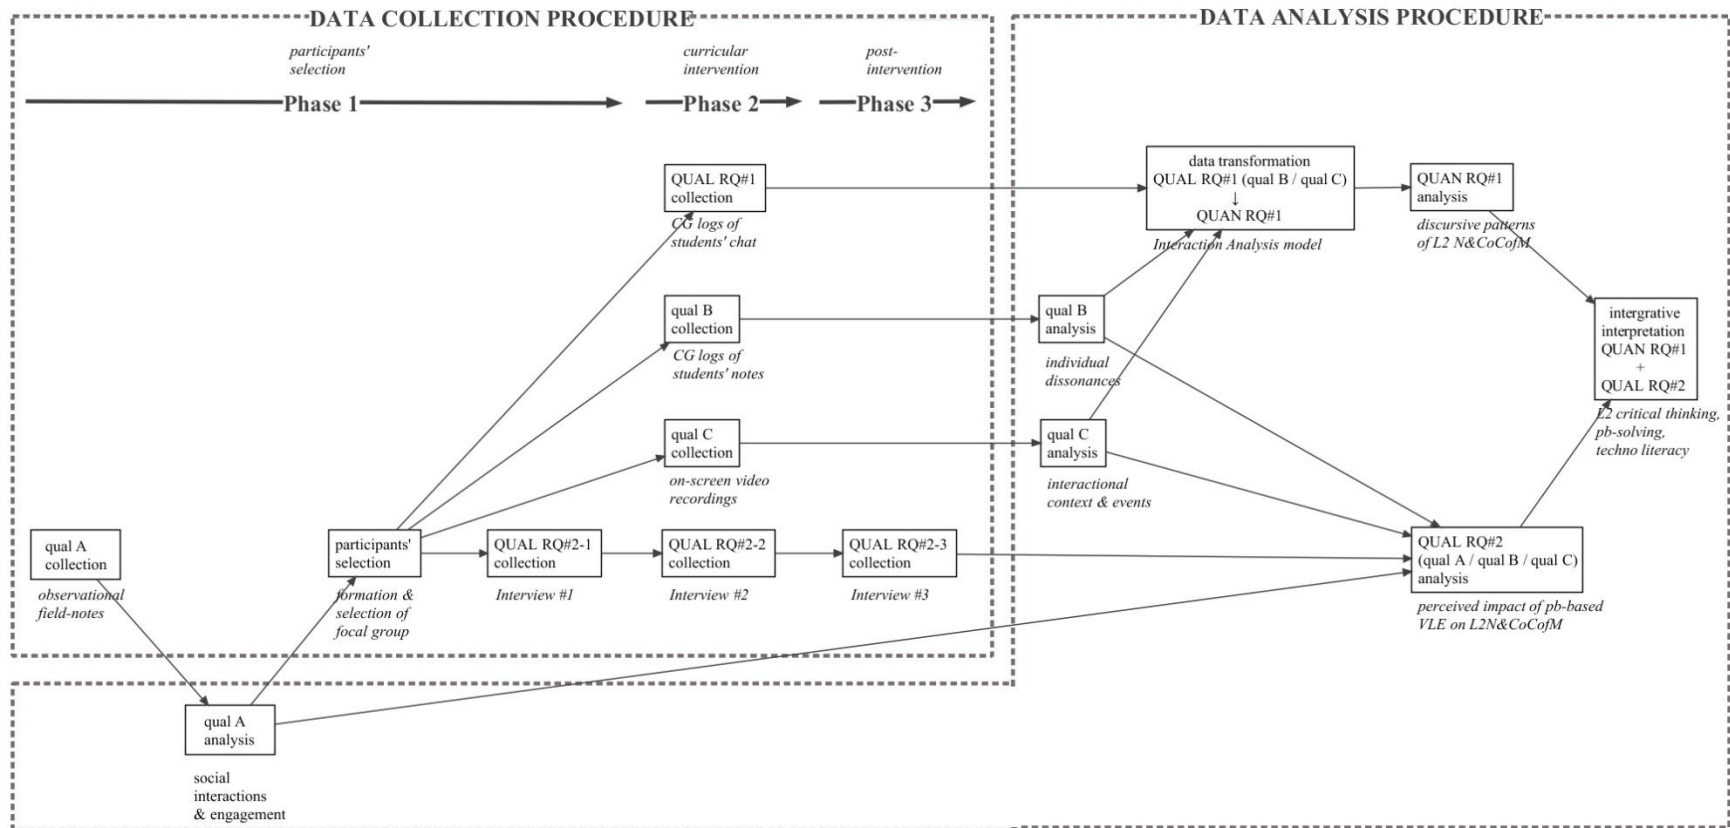 DATA COLLECTION PROCEDURE
DATA ANALYSIS PROCEDURE
participants'
selection
curricular
intervention
post-
intervention
Phase 1
Phase 2
Phase 3
QUAL RQ#1
collection
CG logs of
students' chat
data transformation
QUAL RQ#1 (qual B / qual C)
↓
QUAN RQ#1
Interaction Analysis model
QUAN RQ#1
analysis
discursive patterns
of L2 N&CoCofM
qual B
collection
CG logs of
students' notes
qual B
analysis
individual
dissonances
intergrative
interpretation
QUAN RQ#1
+
QUAL RQ#2
L2 critical thinking,
pb-solving,
techno literacy
qual C
collection
on-screen video
recordings
qual C
analysis
interactional
context & events
qual A
collection
observational
field-notes
participants'
selection
formation &
selection of
focal group
QUAL RQ#2-1
collection
Interview #1
QUAL RQ#2-2
collection
Interview #2
QUAL RQ#2-3
collection
Interview #3
QUAL RQ#2
(qual A / qual B / qual C)
analysis
perceived impact of pb-based
VLE on L2N&CoCofM
qual A
analysis
social
interactions
& engagement